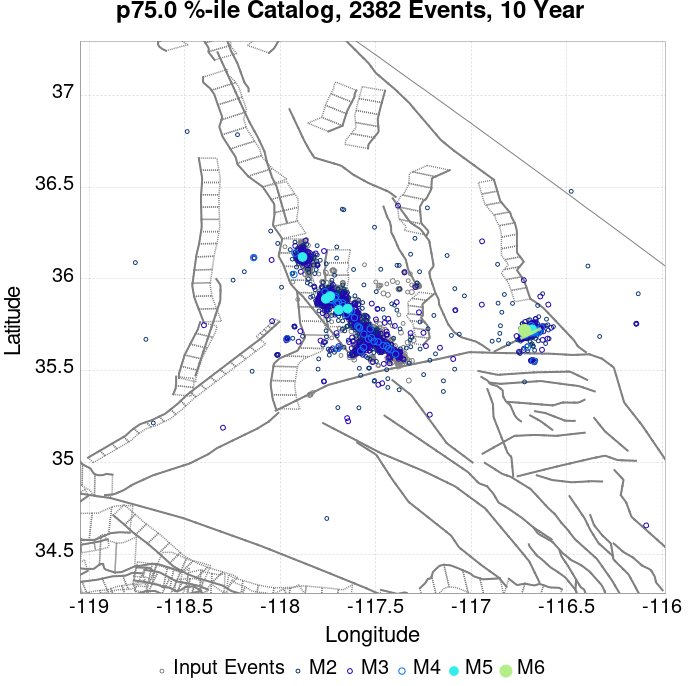 p75.0 %-ile Catalog, 2382 Events, 10 Year
37
36.5
36
35.5
35
34.5
Latitude
-119 -118.5 -118 -117.5 -117 -116.5 -116
Longitude
Input Events M2 M3 M4 M5 M6